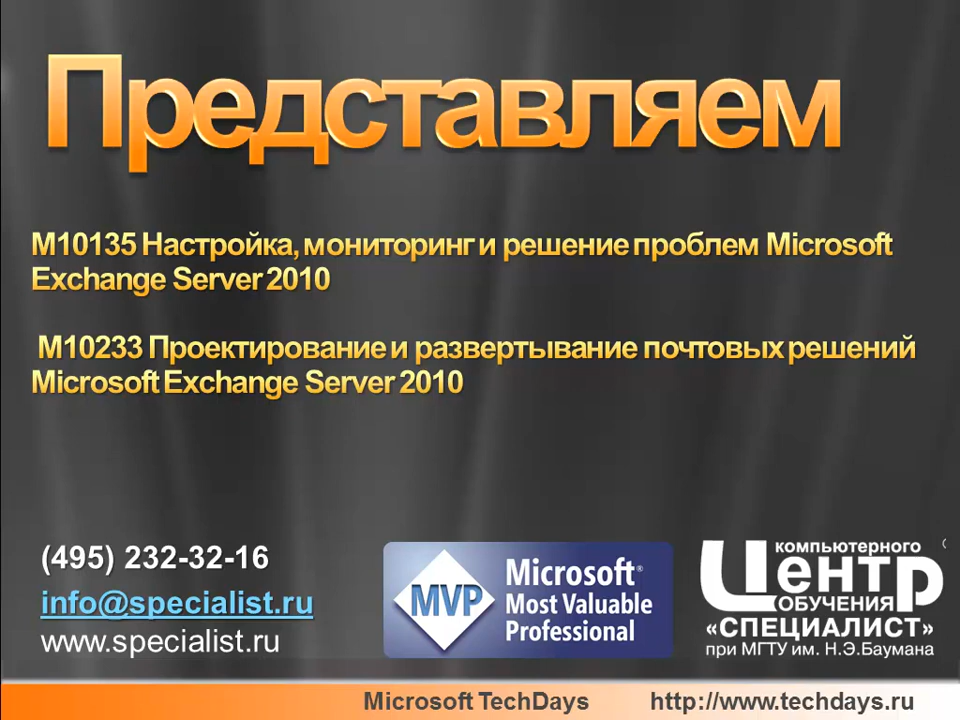 Представляем
М10135 Настройка, мониторинг и решение проблем Microsoft
Exchange Server 2010
М10233 Проектирование и развертывание почтовых решений
Microsoft Exchange Server 2010
(495) 232-32-16
info@specialist.ru
www.specialist.ru
MVP
Microsoft®
Most Valuable
Professional
компьютерного
Центр
ОБУЧЕНИЯ
«СПЕЦИАЛИСТ»
при МГТУ им. Н.Э.Баумана
Microsoft TechDays
http://www.techdays.ru